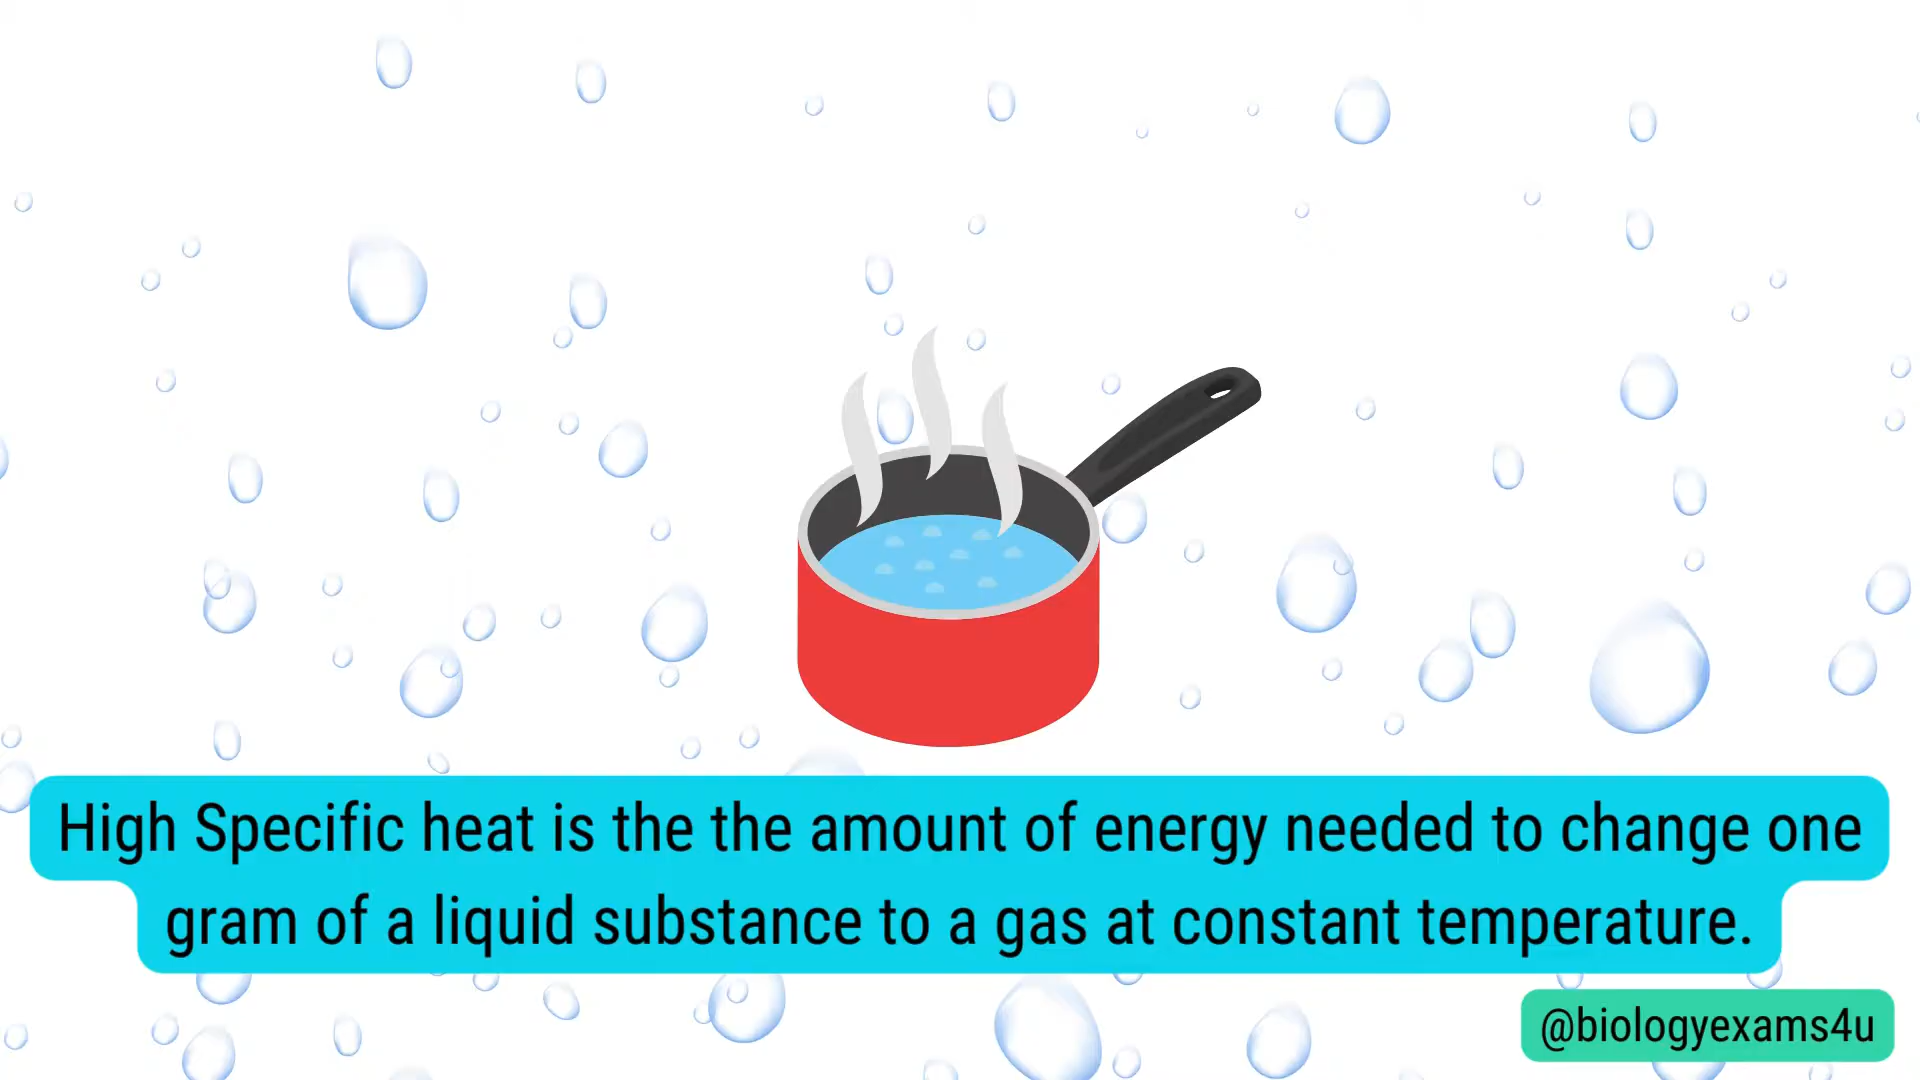 High Specific heat is the the amount of energy needed to change one
gram of a liquid substance to a gas at constant temperature.
@biologyexams4u